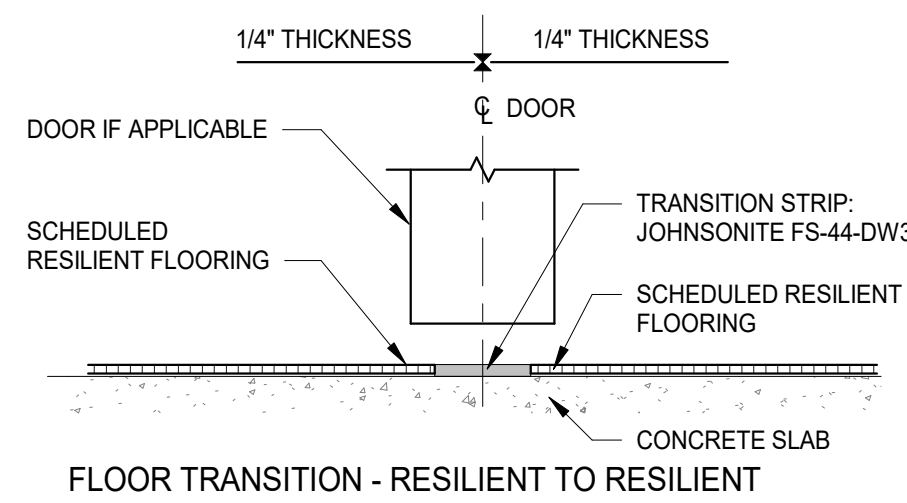 1/4" THICKNESS
1/4" THICKNESS
℄ DOOR
DOOR IF APPLICABLE
TRANSITION STRIP:
JOHNSONITE FS-44-DW3
SCHEDULED
RESILIENT FLOORING
SCHEDULED RESILIENT
FLOORING
CONCRETE SLAB
FLOOR TRANSITION - RESILIENT TO RESILIENT